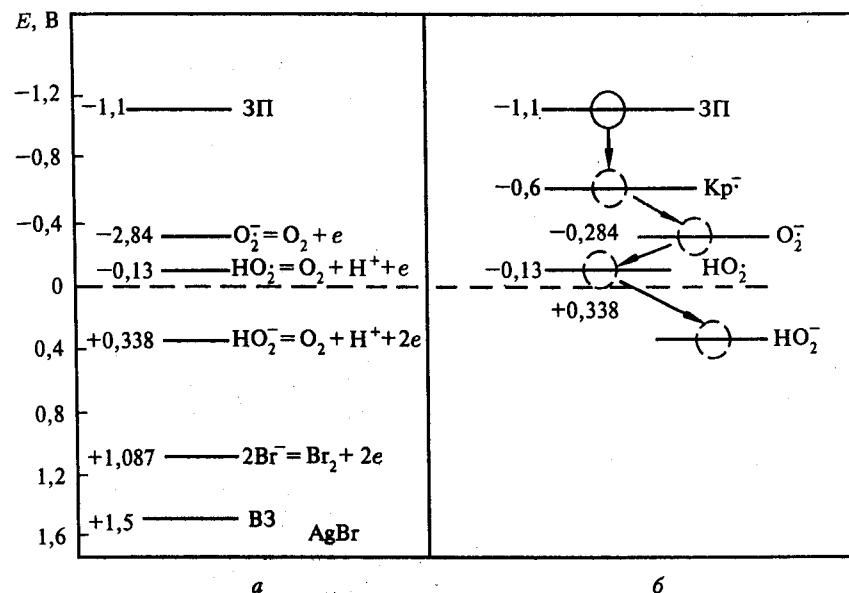 E, В
−1,2
−0,8
−0,4
0
0,4
0,8
1,2
1,6
−1,1 ЗП
−2,84 O₂⁻· = O₂ + e
−0,13 HO₂· = O₂ + H⁺ + e
+0,338 HO₂⁻ = O₂ + H⁺ + 2e
+1,087 2Br⁻ = Br₂ + 2e
+1,5 ВЗ
AgBr
а
−1,1 ЗП
−0,6 Кр⁻·
−0,284 O₂⁻
−0,13 HO₂·
+0,338
HO₂⁻
б